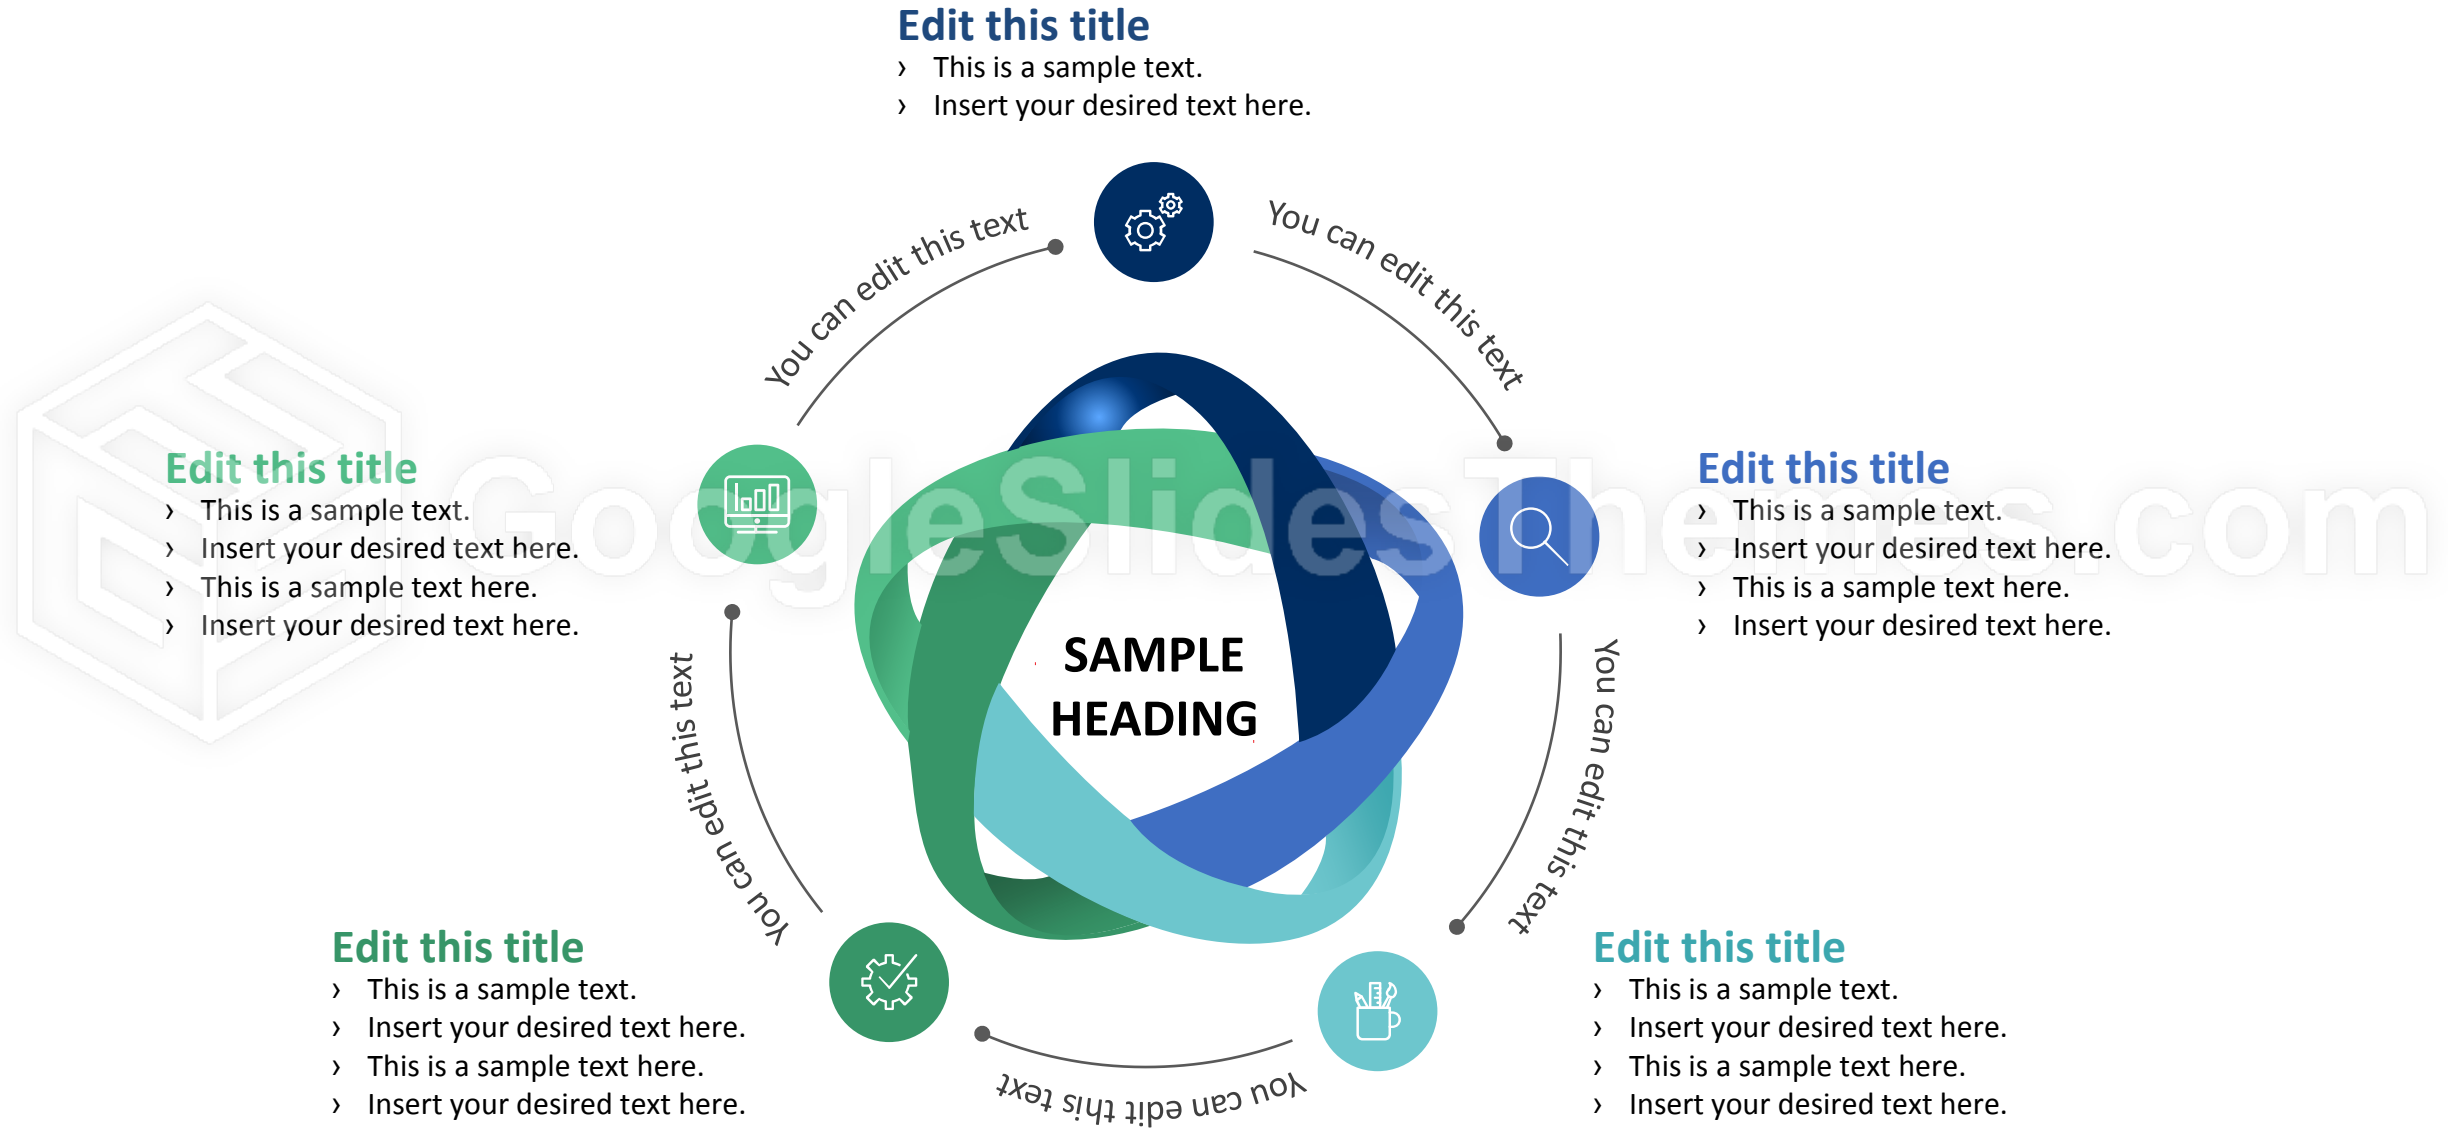 Edit this title
› This is a sample text.
› Insert your desired text here.
You can edit this text
You can edit this text
Edit this title
› This is a sample text.
› Insert your desired text here.
› This is a sample text here.
› Insert your desired text here.
GoogleSlidesThemes.com
Edit this title
› This is a sample text.
› Insert your desired text here.
› This is a sample text here.
› Insert your desired text here.
SAMPLE
HEADING
You can edit this text
You can edit this text
Edit this title
› This is a sample text.
› Insert your desired text here.
› This is a sample text here.
› Insert your desired text here.
You can edit this text
Edit this title
› This is a sample text.
› Insert your desired text here.
› This is a sample text here.
› Insert your desired text here.